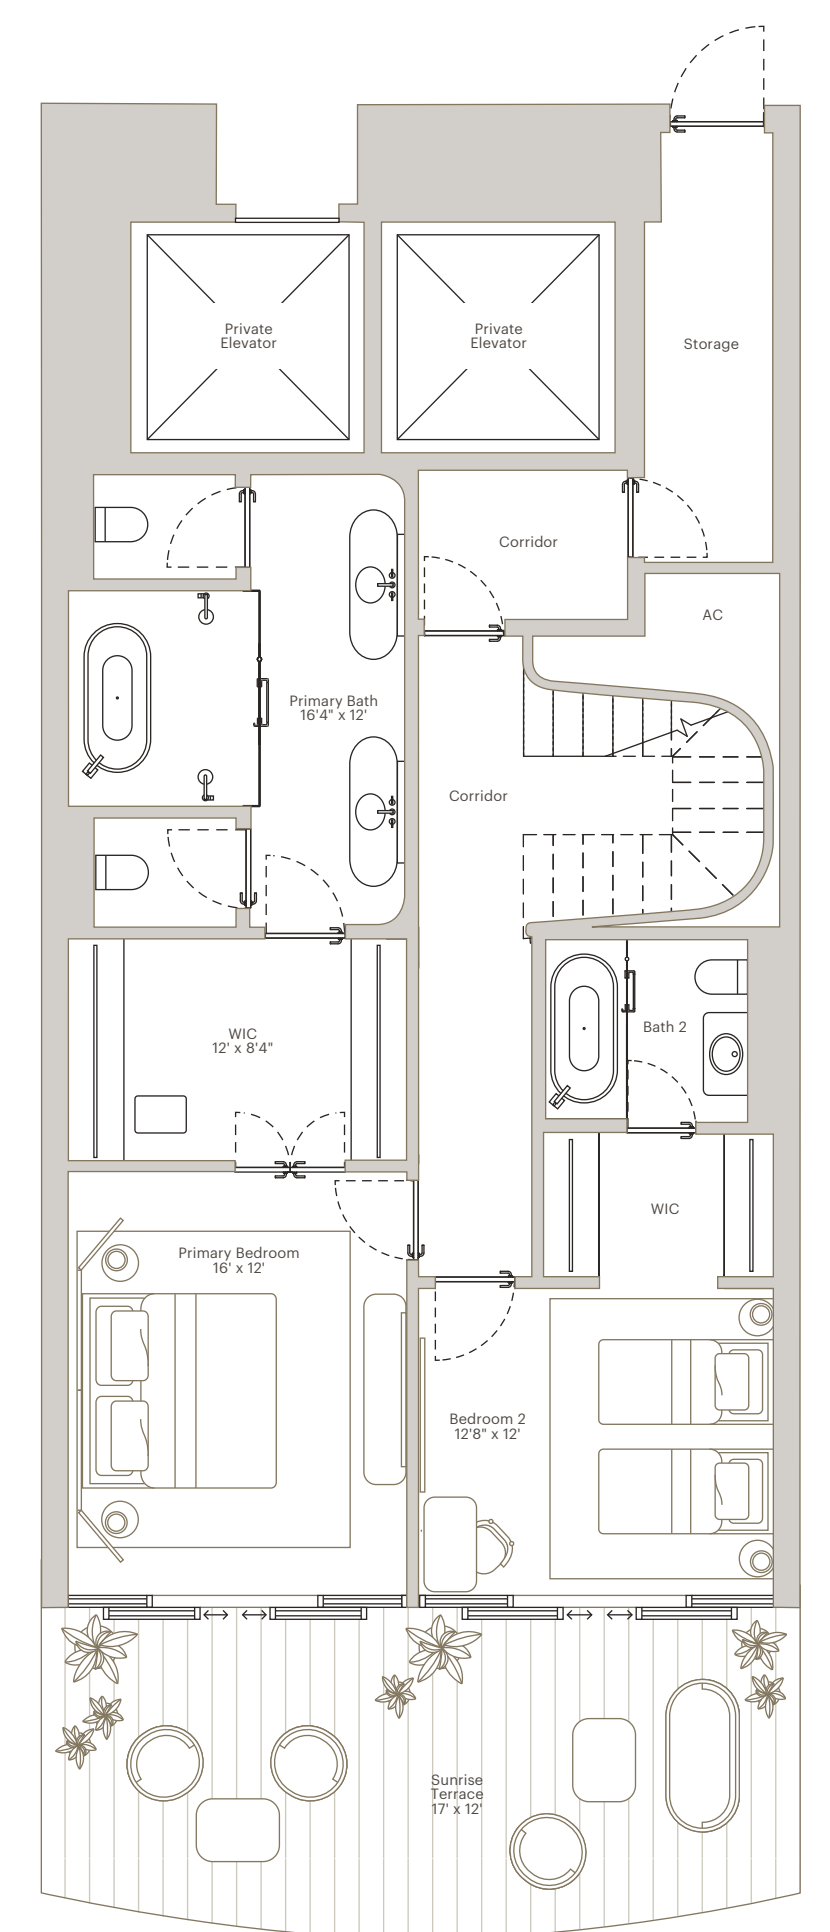 Private
Elevator
Private
Elevator
Storage
Corridor
AC
Primary Bath
16'4" x 12'
Corridor
WIC
12' x 8'4"
Bath 2
WIC
Primary Bedroom
16' x 12'
Bedroom 2
12'8" x 12'
Sunrise
Terrace
17' x 12'